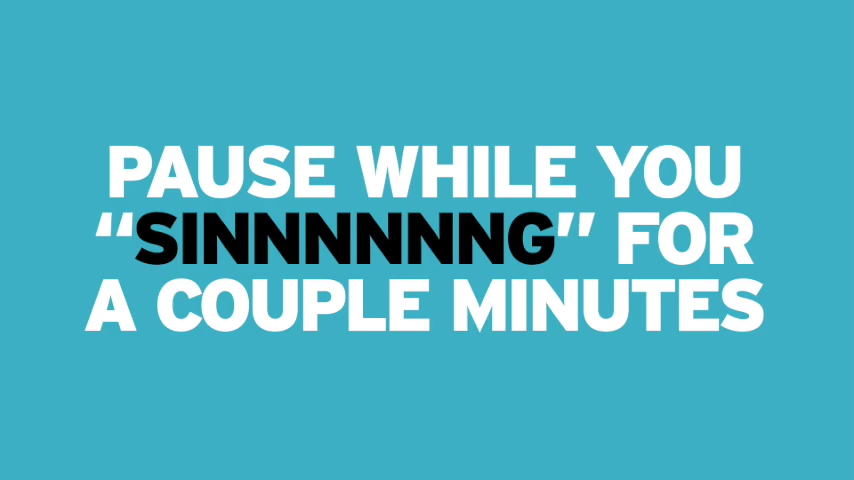 PAUSE WHILE YOU
“SINNNNNNG” FOR
A COUPLE MINUTES